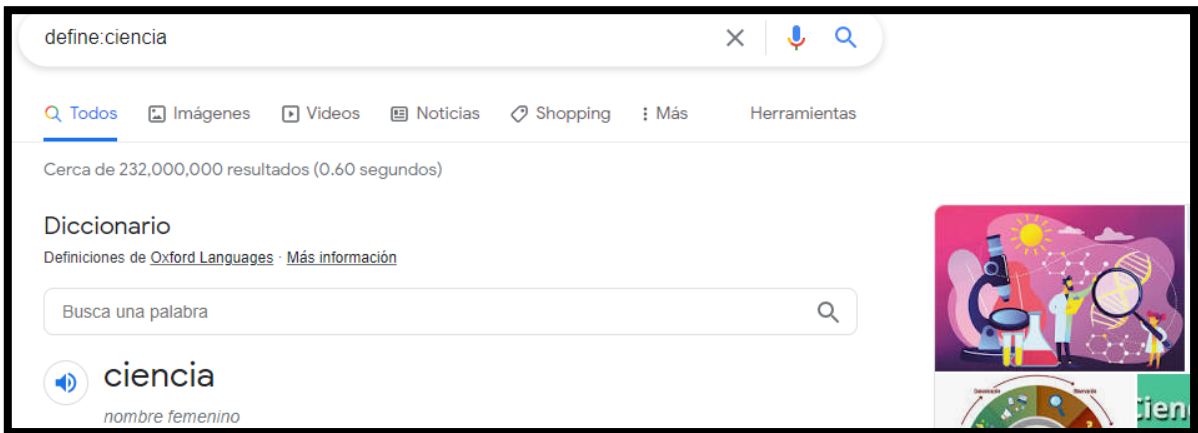 define:ciencia
Todos Imágenes Videos Noticias Shopping Más Herramientas
Cerca de 232,000,000 resultados (0.60 segundos)
Diccionario
Definiciones de Oxford Languages · Más información
Busca una palabra
ciencia
nombre femenino